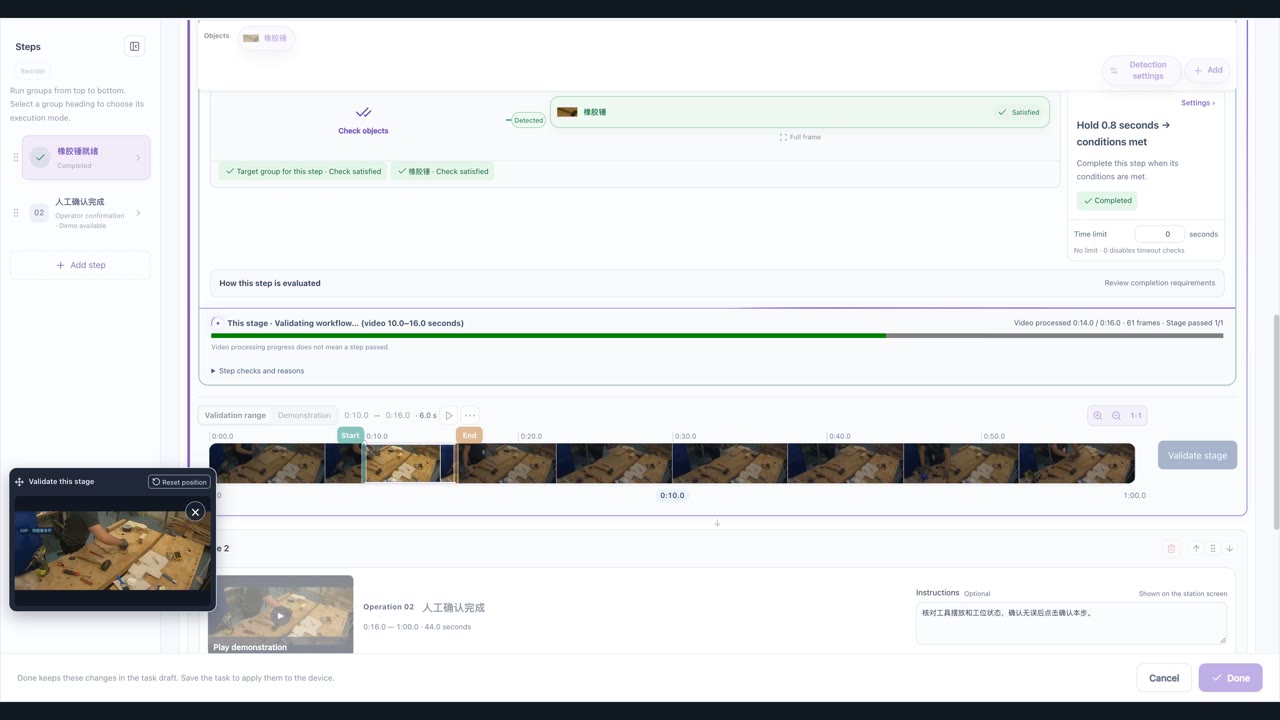 Steps
Reorder
Run groups from top to bottom.
Select a group heading to choose its
execution mode.
橡胶锤就绪
Completed
02
人工确认完成
Operator confirmation
· Demo available
Add step
Objects
橡胶锤
Detection
settings
Add
Check objects
Detected
橡胶锤
Satisfied
Full frame
Target group for this step · Check satisfied
橡胶锤 · Check satisfied
Settings ›
Hold 0.8 seconds →
conditions met
Complete this step when its
conditions are met.
Completed
Time limit
0
seconds
No limit · 0 disables timeout checks
How this step is evaluated
Review completion requirements
This stage · Validating workflow... (video 10.0–16.0 seconds)
Video processed 0:14.0 / 0:16.0 · 61 frames · Stage passed 1/1
Video processing progress does not mean a step passed.
Step checks and reasons
Validation range
Demonstration
0:10.0 — 0:16.0 · 6.0 s
1:1
0:00.0
Start
0:10.0
End
0:20.0
0:30.0
0:40.0
0:50.0
Validate stage
0
0:10.0
1:00.0
Validate this stage
Reset position
e 2
Operation 02 人工确认完成
0:16.0 — 1:00.0 · 44.0 seconds
Play demonstration
Instructions Optional
Shown on the station screen
核对工具摆放和工位状态，确认无误后点击确认本步。
Done keeps these changes in the task draft. Save the task to apply them to the device.
Cancel
Done